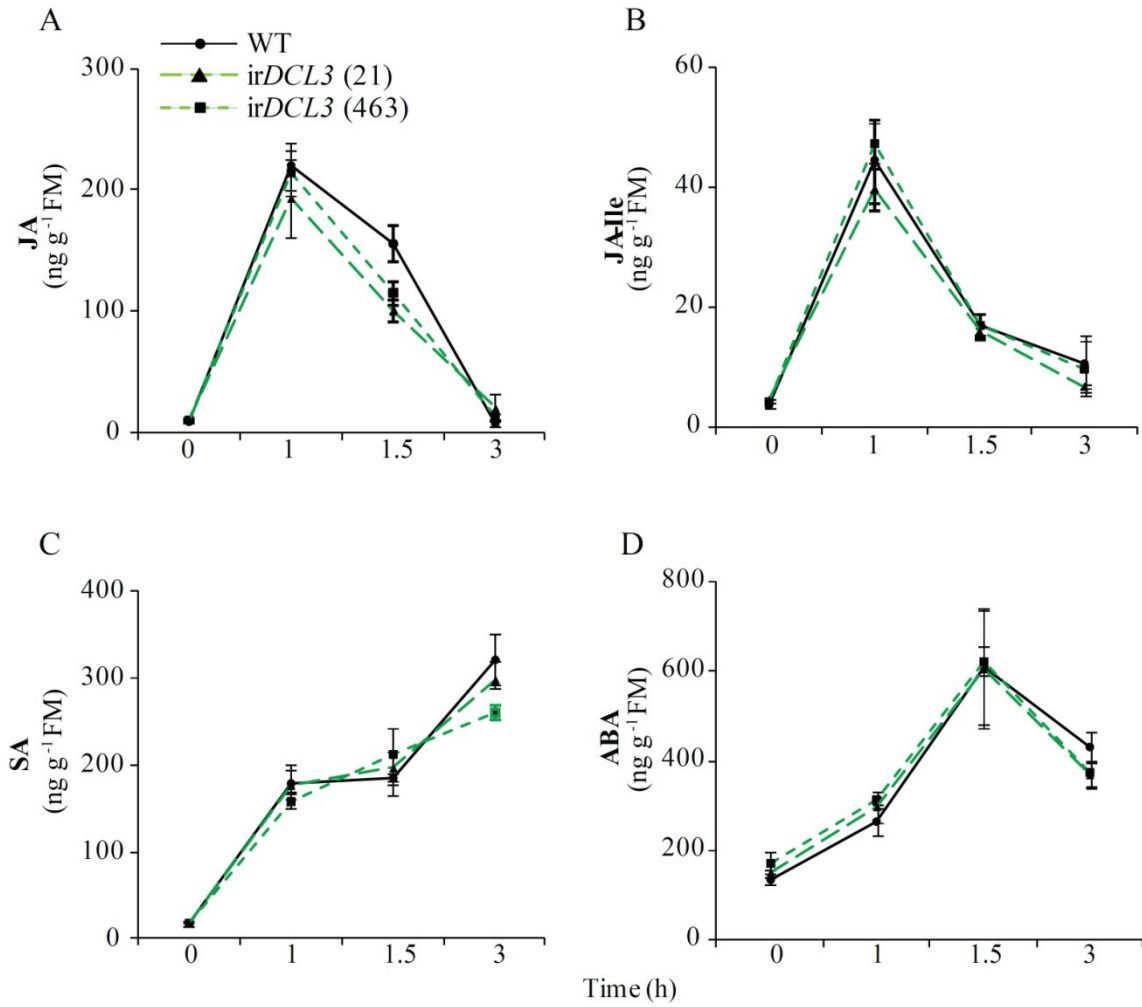 A
WT
irDCL3 (21)
irDCL3 (463)
300
200
100
0
JA
(ng g⁻¹ FM)
0 1 1.5 3
B
60
40
20
0
JA-Ile
(ng g⁻¹ FM)
0 1 1.5 3
C
400
300
200
100
0
SA
(ng g⁻¹ FM)
0 1 1.5 3
D
800
600
400
200
0
ABA
(ng g⁻¹ FM)
0 1 1.5 3
Time (h)